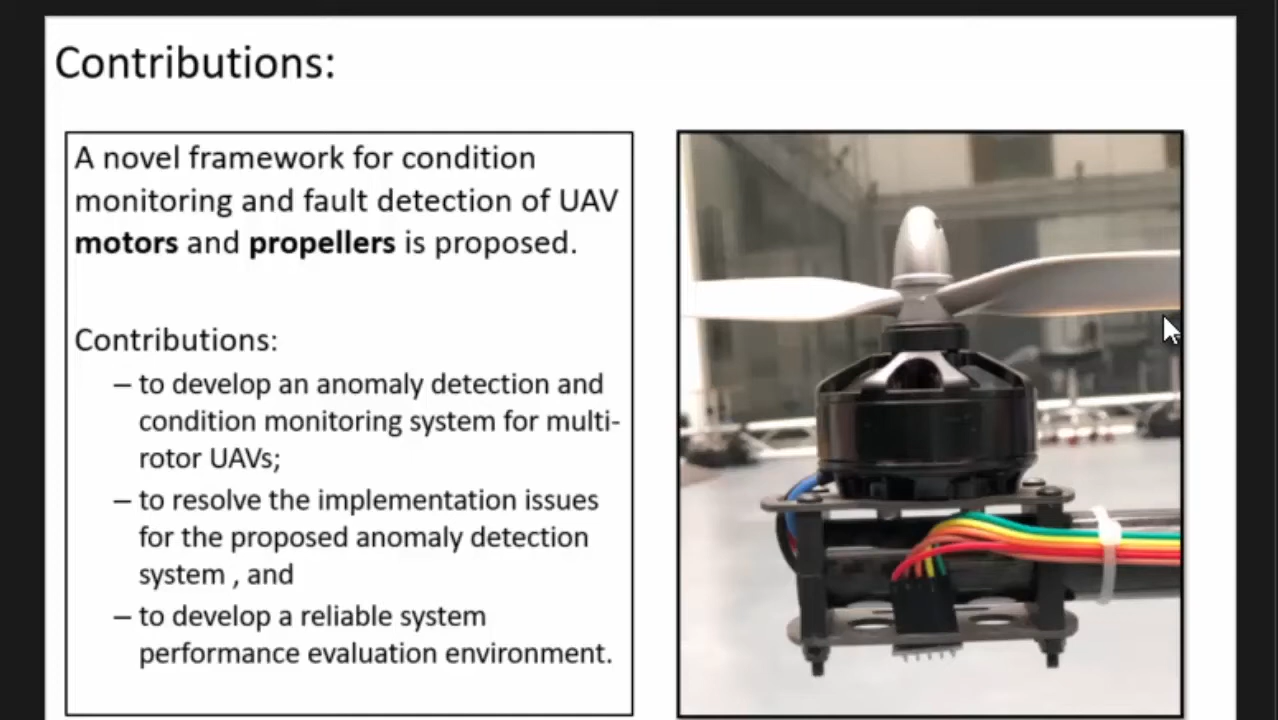 Contributions:
A novel framework for condition
monitoring and fault detection of UAV
motors and propellers is proposed.
Contributions:
– to develop an anomaly detection and
condition monitoring system for multi-
rotor UAVs;
– to resolve the implementation issues
for the proposed anomaly detection
system , and
– to develop a reliable system
performance evaluation environment.